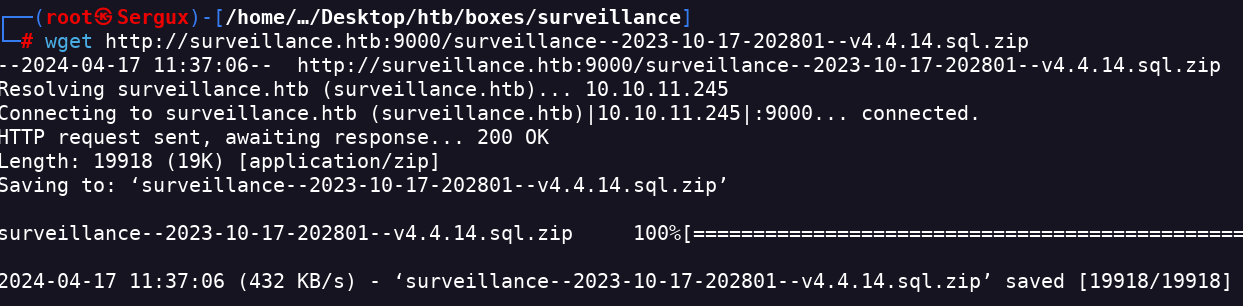 ┌──(root㉿Sergux)-[/home/…/Desktop/htb/boxes/surveillance]
└─# wget http://surveillance.htb:9000/surveillance--2023-10-17-202801--v4.4.14.sql.zip
--2024-04-17 11:37:06--  http://surveillance.htb:9000/surveillance--2023-10-17-202801--v4.4.14.sql.zip
Resolving surveillance.htb (surveillance.htb)... 10.10.11.245
Connecting to surveillance.htb (surveillance.htb)|10.10.11.245|:9000... connected.
HTTP request sent, awaiting response... 200 OK
Length: 19918 (19K) [application/zip]
Saving to: ‘surveillance--2023-10-17-202801--v4.4.14.sql.zip’
surveillance--2023-10-17-202801--v4.4.14.sql.zip     100%[==============================================
2024-04-17 11:37:06 (432 KB/s) - ‘surveillance--2023-10-17-202801--v4.4.14.sql.zip’ saved [19918/19918]